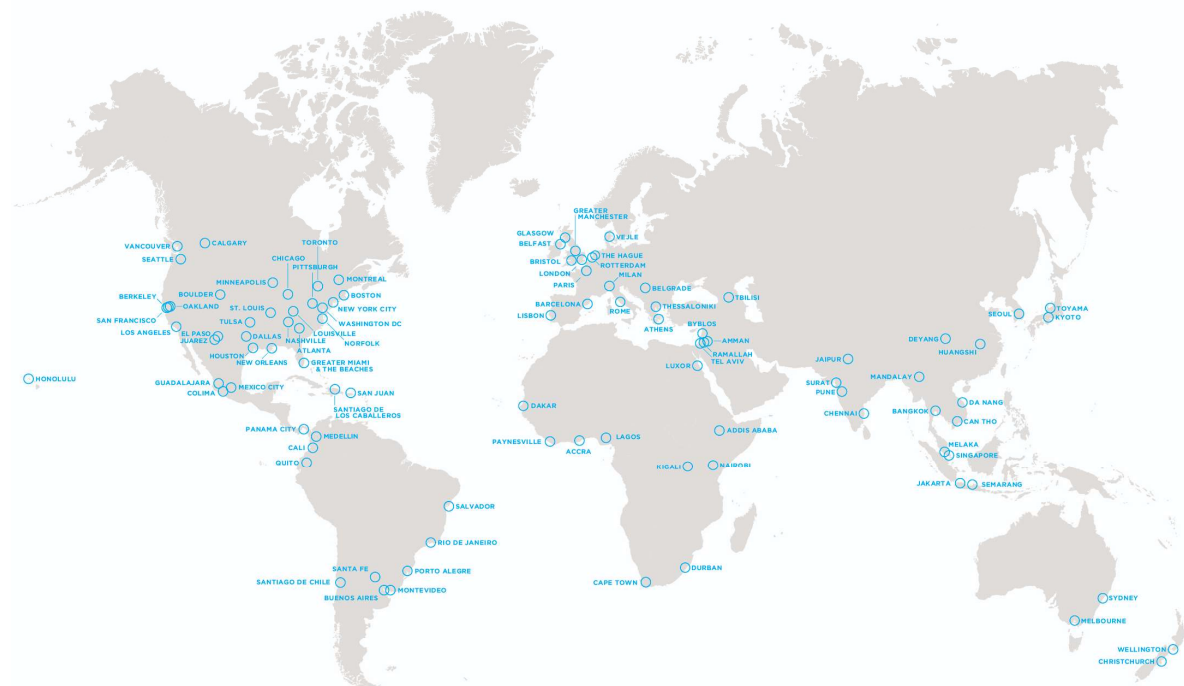 GREATER
MANCHESTER
GLASGOW
VEJLE
BELFAST
VANCOUVER
CALGARY
TORONTO
SEATTLE
CHICAGO
PITTSBURGH
BRISTOL
THE HAGUE
ROTTERDAM
LONDON
MILAN
PARIS
MINNEAPOLIS
MONTREAL
BELGRADE
BERKELEY
BOULDER
BOSTON
TBILISI
OAKLAND
ST. LOUIS
NEW YORK CITY
BARCELONA
ROME
THESSALONIKI
TOYAMA
SAN FRANCISCO
TULSA
WASHINGTON DC
LISBON
SEOUL
KYOTO
LOS ANGELES
EL PASO
LOUISVILLE
ATHENS
BYBLOS
JUAREZ
DALLAS
NASHVILLE
NORFOLK
AMMAN
DEYANG
HOUSTON
ATLANTA
RAMALLAH
HUANGSHI
NEW ORLEANS
GREATER MIAMI
& THE BEACHES
TEL AVIV
JAIPUR
LUXOR
HONOLULU
GUADALAJARA
MEXICO CITY
SURAT
MANDALAY
COLIMA
SAN JUAN
PUNE
SANTIAGO DE
LOS CABALLEROS
DAKAR
CHENNAI
BANGKOK
DA NANG
CAN THO
PANAMA CITY
MEDELLIN
PAYNESVILLE
LAGOS
ADDIS ABABA
CALI
ACCRA
MELAKA
SINGAPORE
QUITO
KIGALI
NAIROBI
JAKARTA
SEMARANG
SALVADOR
RIO DE JANEIRO
SANTA FE
PORTO ALEGRE
DURBAN
SANTIAGO DE CHILE
CAPE TOWN
BUENOS AIRES
MONTEVIDEO
SYDNEY
MELBOURNE
WELLINGTON
CHRISTCHURCH